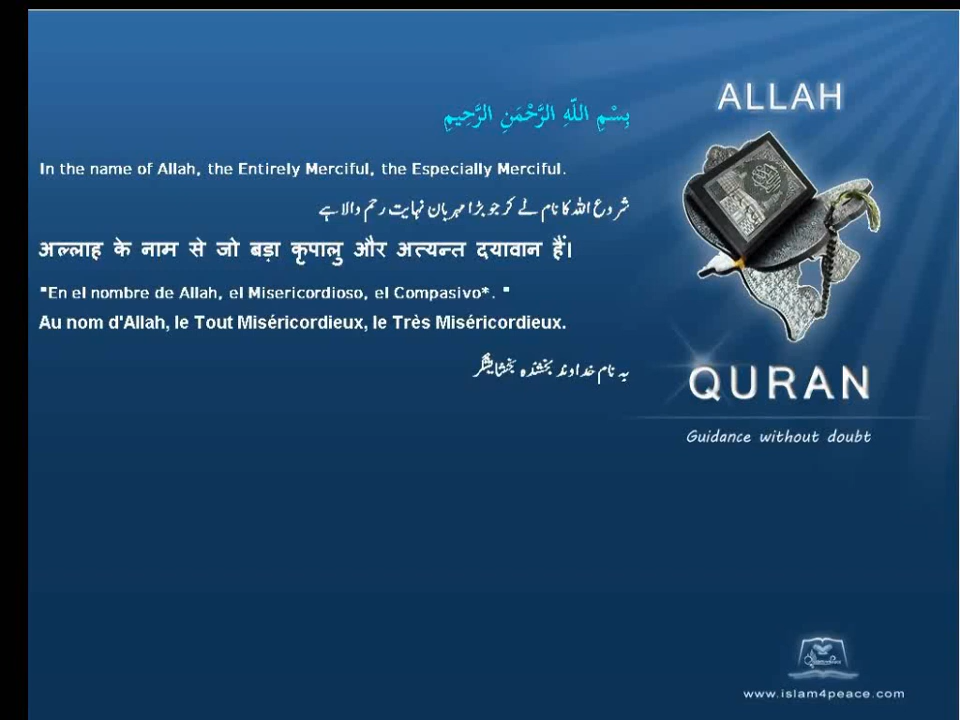 بِسْمِ اللّهِ الرَّحْمَنِ الرَّحِيمِ
In the name of Allah, the Entirely Merciful, the Especially Merciful.
شروع الله کا نام لے کر جو بڑا مہربان نہایت رحم والا ہے
अल्लाह के नाम से जो बड़ा कृपालु और अत्यन्त दयावान हैं।
"En el nombre de Allah, el Misericordioso, el Compasivo*. "
Au nom d'Allah, le Tout Miséricordieux, le Très Miséricordieux.
به نام خداوند بخشنده بخشایشگر
ALLAH
QURAN
Guidance without doubt
www.islam4peace.com